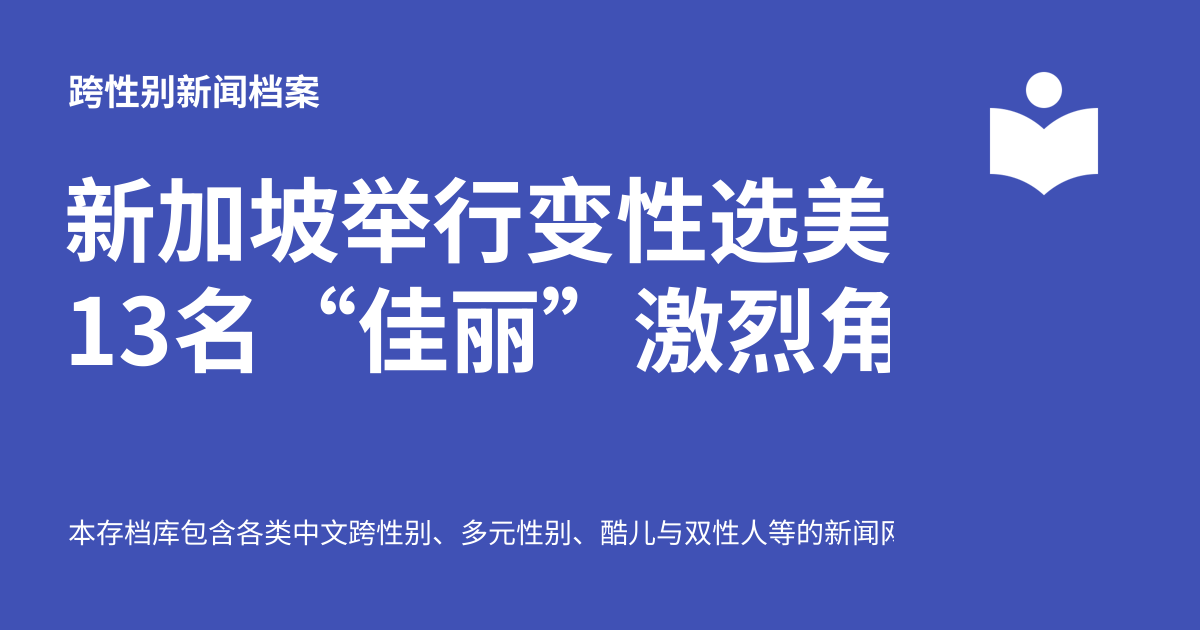 跨性别新闻档案
新加坡举行变性选美
13名 “佳丽” 激烈角
本存档库包含各类中文跨性别、多元性别、酷儿与双性人等的新闻网